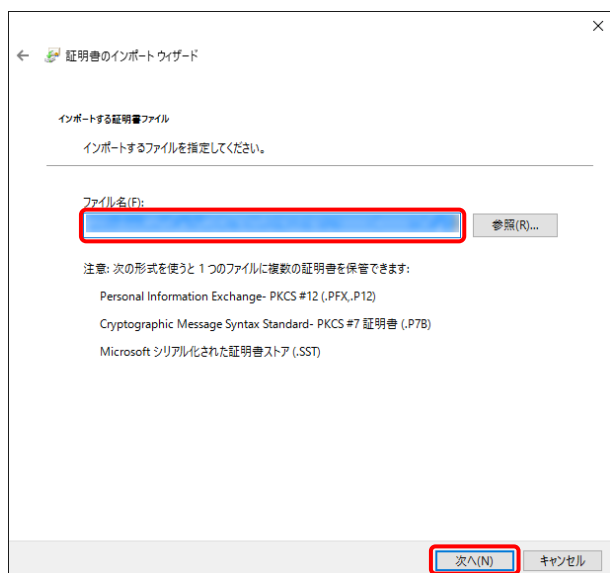 証明書のインポート ウィザード
インポートする証明書ファイル
インポートするファイルを指定してください。
ファイル名(F):
参照(R)...
注意: 次の形式を使うと 1 つのファイルに複数の証明書を保管できます:
Personal Information Exchange- PKCS #12 (.PFX,.P12)
Cryptographic Message Syntax Standard- PKCS #7 証明書 (.P7B)
Microsoft シリアル化された証明書ストア (.SST)
次へ(N)
キャンセル